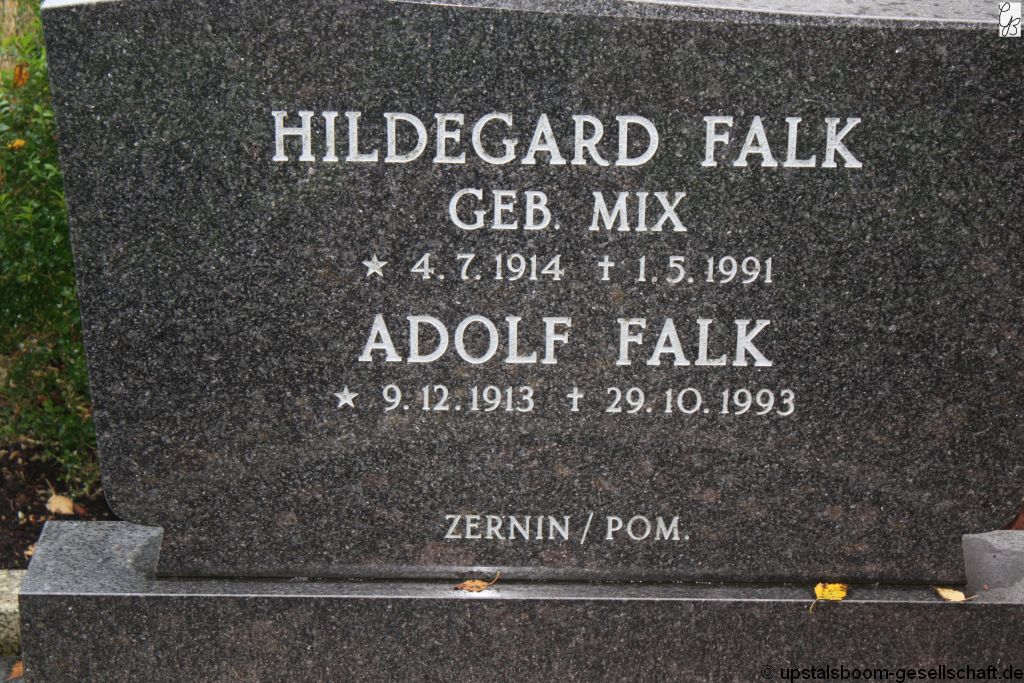 HILDEGARD FALK
GEB. MIX
★ 4.7.1914 † 1.5.1991
ADOLF FALK
★ 9.12.1913 † 29.10.1993
ZERNIN/POM.
© upstalsboom-gesellschaft.de